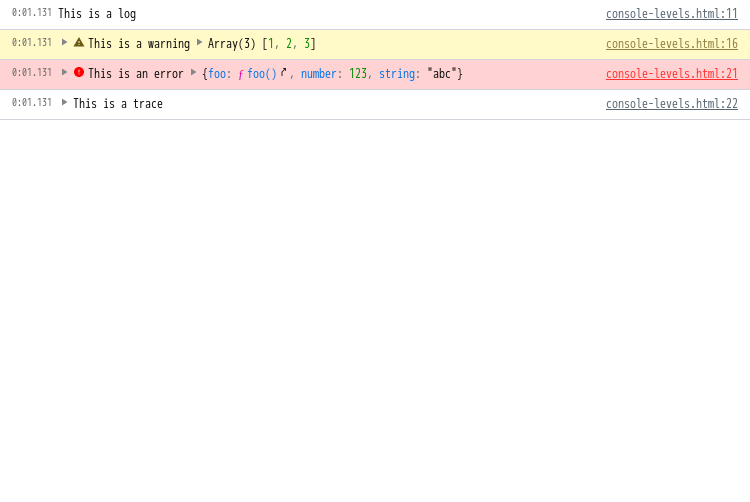 0:01.131 This is a log console-levels.html:11
0:01.131 This is a warning Array(3) [1, 2, 3] console-levels.html:16
0:01.131 This is an error {foo: ƒ foo(), number: 123, string: "abc"} console-levels.html:21
0:01.131 This is a trace console-levels.html:22